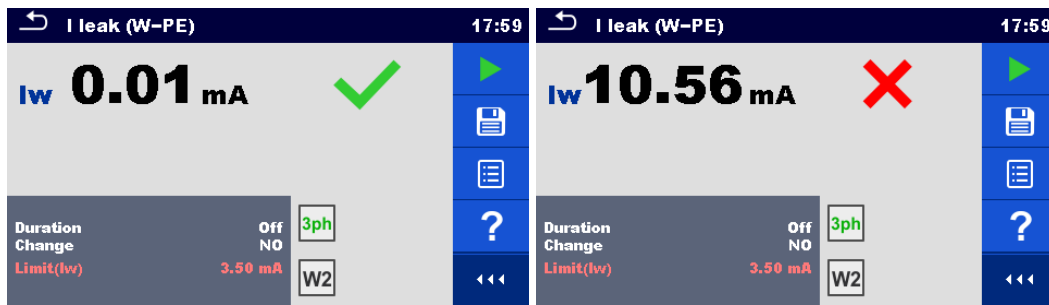 I leak (W-PE) 17:59
Iw 0.01 mA
Duration Off
Change NO
Limit(Iw) 3.50 mA
3ph
W2
?
I leak (W-PE) 17:59
Iw 10.56 mA
Duration Off
Change NO
Limit(Iw) 3.50 mA
3ph
W2
?